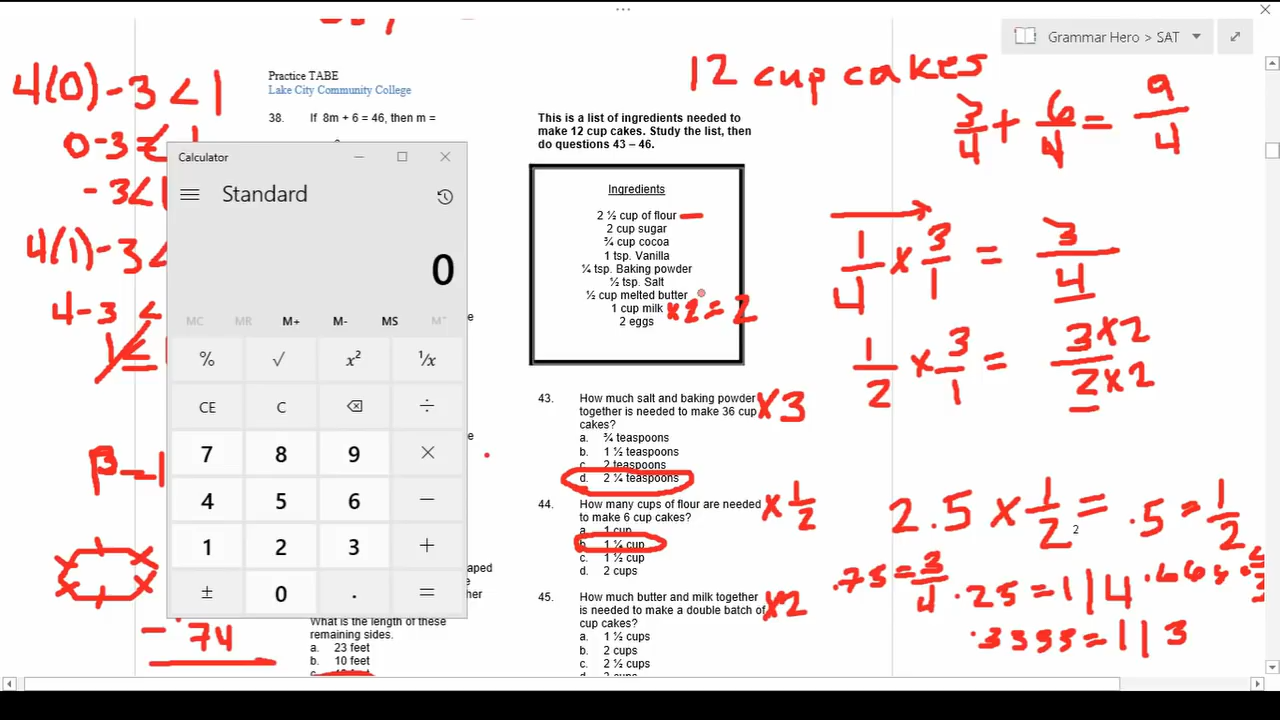 Grammar Hero > SAT
12 cup cakes
4(0) - 3 < 1
0 - 3
- 3 < 1
4(1) - 3 <
4 - 3 <
- 74
Practice TABE
Lake City Community College
38. If 8m + 6 = 46, then m =
Calculator
Standard
0
MC MR M+ M- MS
% √ x² ¹/x
CE C ÷
7 8 9 ×
4 5 6 −
1 2 3 +
± 0 . =
What is the length of these
remaining sides.
a. 23 feet
b. 10 feet
This is a list of ingredients needed to
make 12 cup cakes. Study the list, then
do questions 43 – 46.
Ingredients
2 ½ cup of flour
2 cup sugar
¾ cup cocoa
1 tsp. Vanilla
¼ tsp. Baking powder
½ tsp. Salt
½ cup melted butter
1 cup milk x2 = 2
2 eggs
43. How much salt and baking powder
together is needed to make 36 cup
cakes?
x3
a. ¾ teaspoons
b. 1 ½ teaspoons
c. 2 teaspoons
d. 2 ¼ teaspoons
44. How many cups of flour are needed
to make 6 cup cakes?
x 1/2
a. 1 cup
b. 1 ¼ cup
c. 1 ½ cup
d. 2 cups
45. How much butter and milk together
is needed to make a double batch of
cup cakes?
x2
a. 1 ½ cups
b. 2 cups
c. 2 ½ cups
3/4 + 6/4 = 9/4
1/4 x 3/1 = 3/4
1/2 x 3/1 = 3x2/2x2
2.5 x 1/2 = .5 = 1/2
.75 = 3/4 .25 = 1/4
.3333 = 1/3